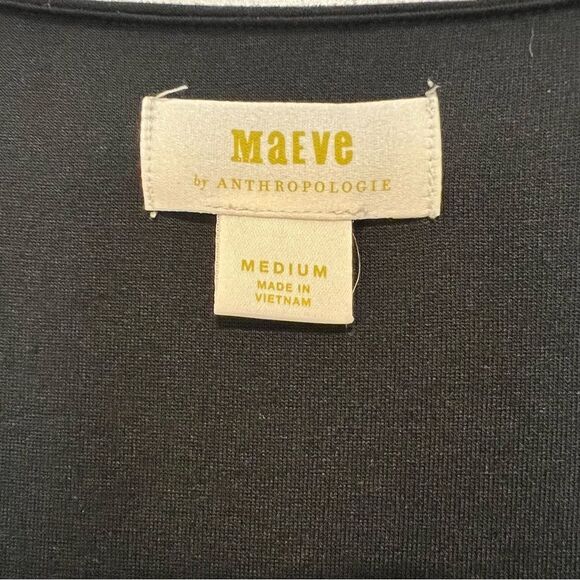 MaEVe
by ANTHROPOLOGIE
MEDIUM
MADE IN
VIETNAM